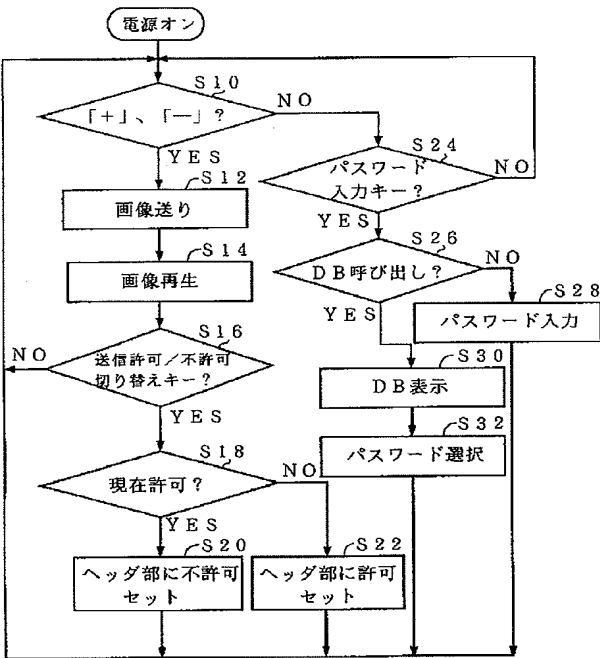 電源オン
S10
「+」、「-」?
NO
YES
S12
画像送り
S14
画像再生
S16
送信許可/不許可
切り替えキー?
NO
YES
S18
現在許可?
NO
YES
S20
ヘッダ部に不許可
セット
S22
ヘッダ部に許可
セット
S24
パスワード
入力キー?
NO
YES
S26
DB呼び出し?
NO
YES
S28
パスワード入力
S30
DB表示
S32
パスワード選択